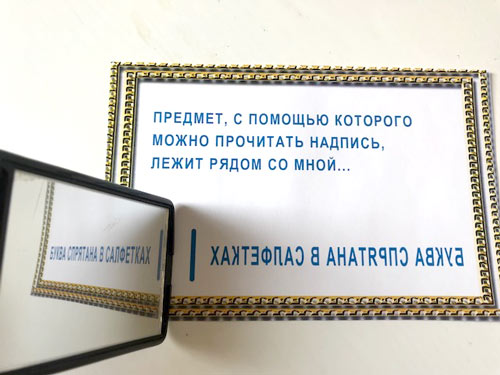 ПРЕДМЕТ, С ПОМОЩЬЮ КОТОРОГО
МОЖНО ПРОЧИТАТЬ НАДПИСЬ,
ЛЕЖИТ РЯДОМ СО МНОЙ...
БУКВА СПРЯТАНА В САЛФЕТКАХ
БУКВА СПРЯТАНА В САЛФЕТКАХ